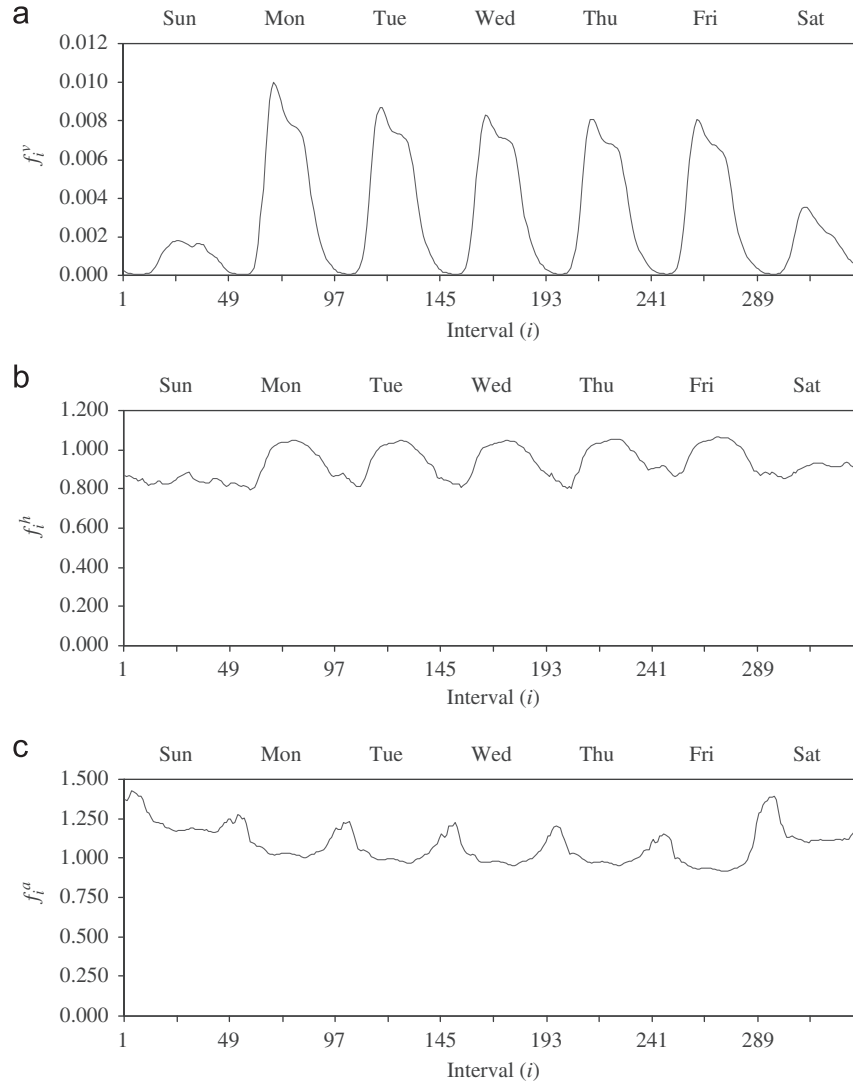 a
Sun Mon Tue Wed Thu Fri Sat
0.012
0.010
0.008
0.006
0.004
0.002
0.000
f_i^v
1 49 97 145 193 241 289
Interval (i)
b
Sun Mon Tue Wed Thu Fri Sat
1.200
1.000
0.800
0.600
0.400
0.200
0.000
f_i^h
1 49 97 145 193 241 289
Interval (i)
c
Sun Mon Tue Wed Thu Fri Sat
1.500
1.250
1.000
0.750
0.500
0.250
0.000
f_i^a
1 49 97 145 193 241 289
Interval (i)